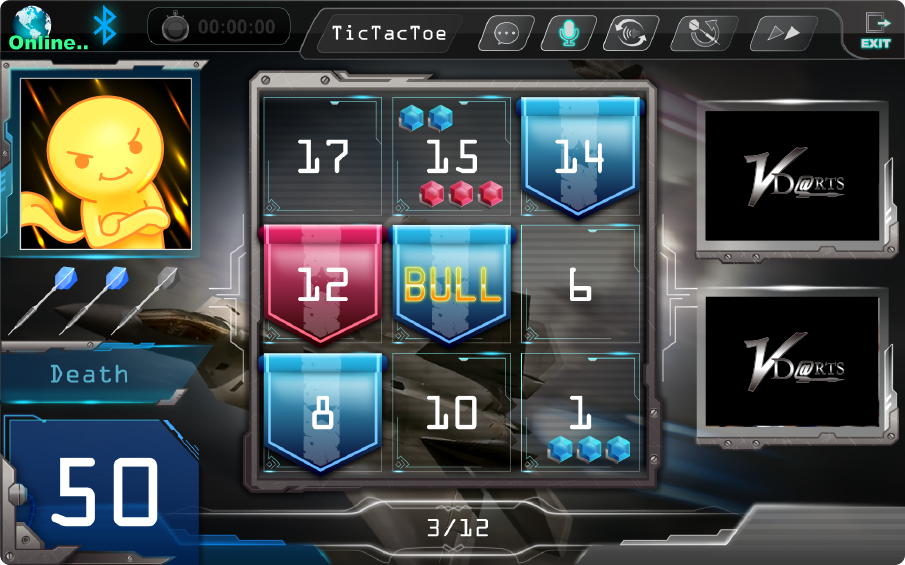 Online..
00:00:00
TicTacToe
EXIT
17
15
14
VD@RTS
12
BULL
6
Death
8
10
1
VD@RTS
50
3/12